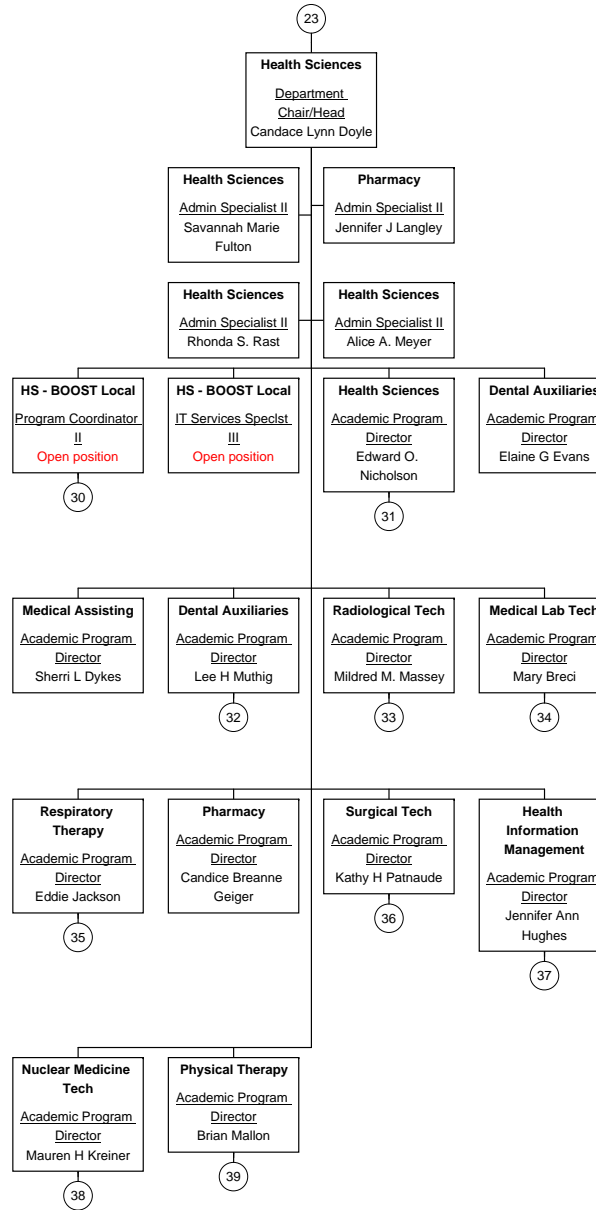 23
Health Sciences
Department
Chair/Head
Candace Lynn Doyle
Health Sciences
Admin Specialist II
Savannah Marie
Fulton
Pharmacy
Admin Specialist II
Jennifer J Langley
Health Sciences
Admin Specialist II
Rhonda S. Rast
Health Sciences
Admin Specialist II
Alice A. Meyer
HS - BOOST Local
Program Coordinator
II
Open position
30
HS - BOOST Local
IT Services Speclst
III
Open position
Health Sciences
Academic Program
Director
Edward O.
Nicholson
31
Dental Auxiliaries
Academic Program
Director
Elaine G Evans
Medical Assisting
Academic Program
Director
Sherri L Dykes
Dental Auxiliaries
Academic Program
Director
Lee H Muthig
32
Radiological Tech
Academic Program
Director
Mildred M. Massey
33
Medical Lab Tech
Academic Program
Director
Mary Breci
34
Respiratory
Therapy
Academic Program
Director
Eddie Jackson
35
Pharmacy
Academic Program
Director
Candice Breanne
Geiger
Surgical Tech
Academic Program
Director
Kathy H Patnaude
36
Health
Information
Management
Academic Program
Director
Jennifer Ann
Hughes
37
Nuclear Medicine
Tech
Academic Program
Director
Mauren H Kreiner
38
Physical Therapy
Academic Program
Director
Brian Mallon
39